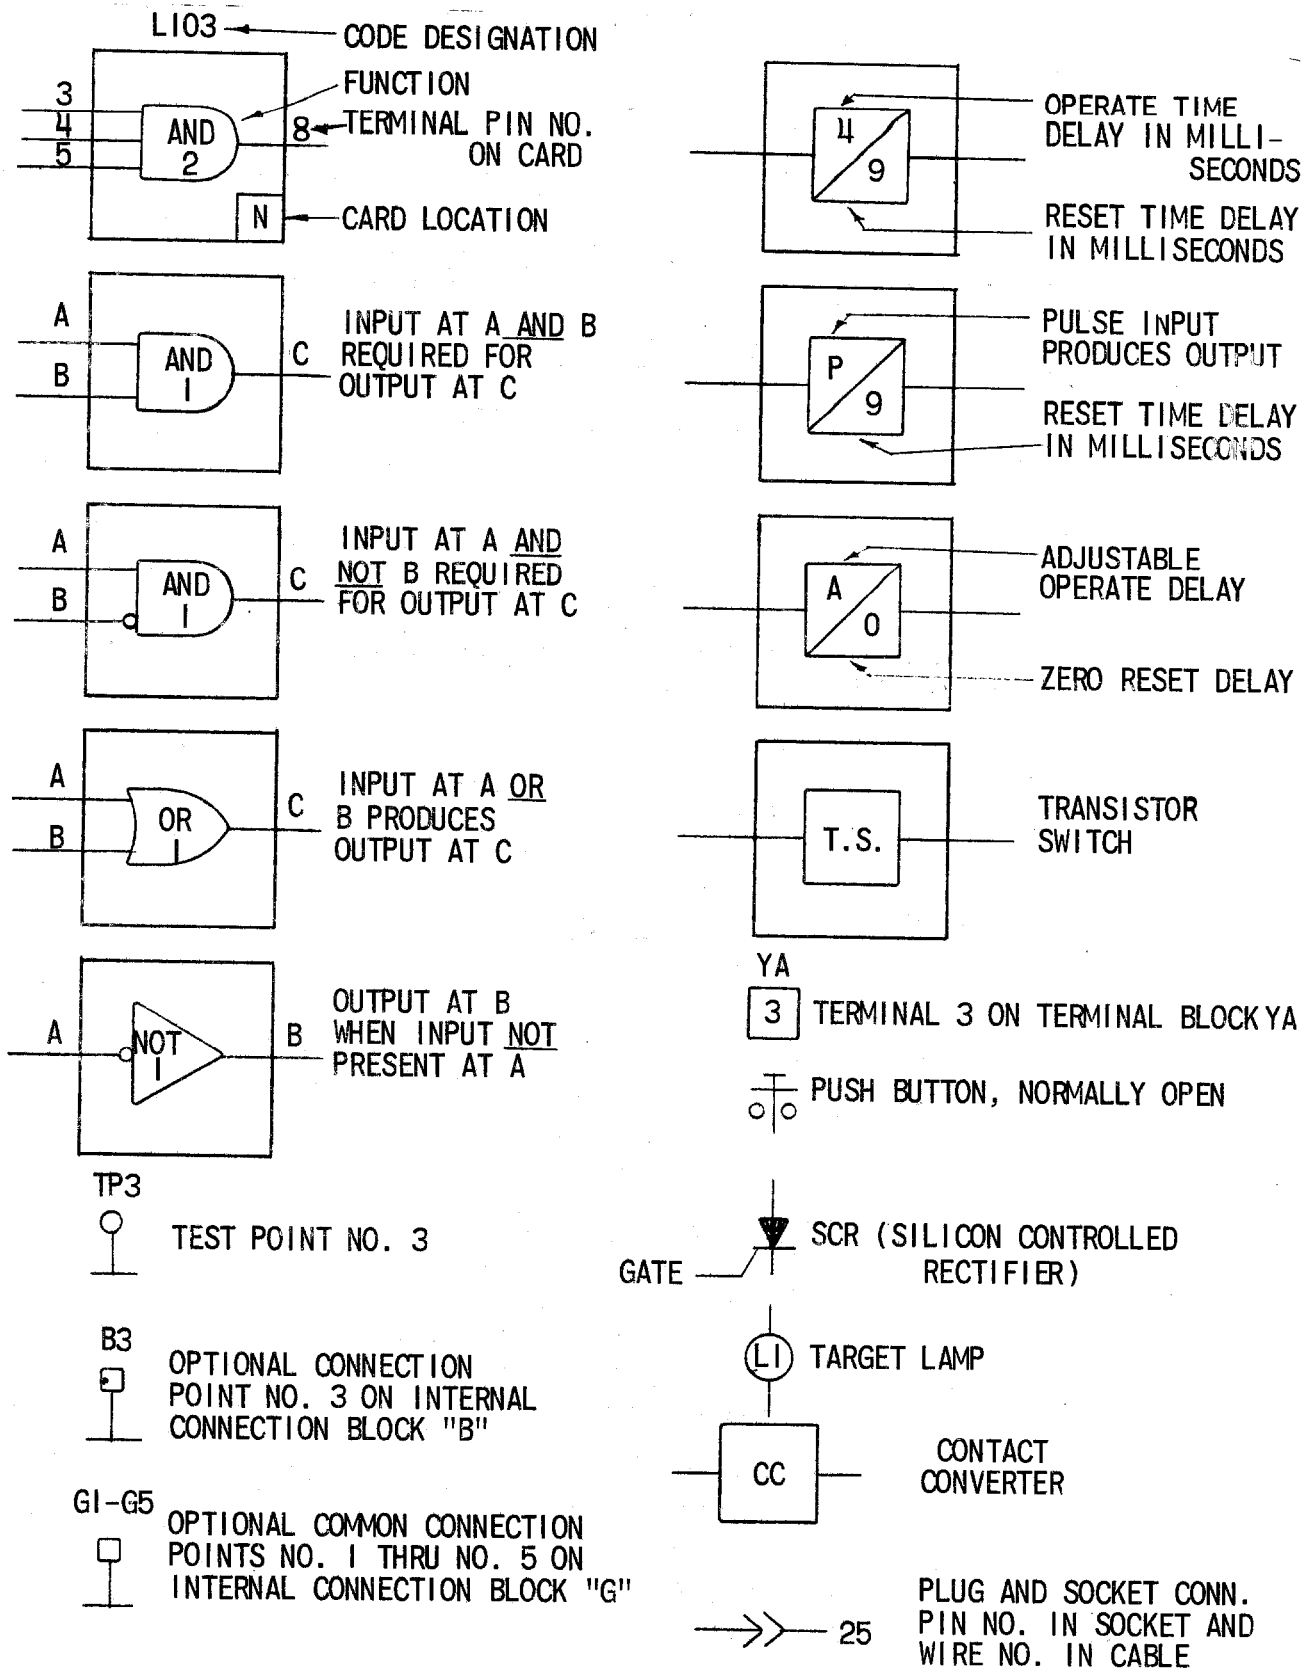 L103
CODE DESIGNATION
FUNCTION
3
4
5
AND
2
8
TERMINAL PIN NO.
ON CARD
N
CARD LOCATION
A
B
AND
1
C
INPUT AT A AND B
REQUIRED FOR
OUTPUT AT C
A
B
AND
1
C
INPUT AT A AND
NOT B REQUIRED
FOR OUTPUT AT C
A
B
OR
1
C
INPUT AT A OR
B PRODUCES
OUTPUT AT C
A
NOT
1
B
OUTPUT AT B
WHEN INPUT NOT
PRESENT AT A
TP3
TEST POINT NO. 3
B3
OPTIONAL CONNECTION
POINT NO. 3 ON INTERNAL
CONNECTION BLOCK "B"
G1-G5
OPTIONAL COMMON CONNECTION
POINTS NO. 1 THRU NO. 5 ON
INTERNAL CONNECTION BLOCK "G"
4
9
OPERATE TIME
DELAY IN MILLI-
SECONDS
RESET TIME DELAY
IN MILLISECONDS
P
9
PULSE INPUT
PRODUCES OUTPUT
RESET TIME DELAY
IN MILLISECONDS
A
0
ADJUSTABLE
OPERATE DELAY
ZERO RESET DELAY
T.S.
TRANSISTOR
SWITCH
YA
3
TERMINAL 3 ON TERMINAL BLOCK YA
PUSH BUTTON, NORMALLY OPEN
SCR (SILICON CONTROLLED
RECTIFIER)
GATE
L1
TARGET LAMP
CC
CONTACT
CONVERTER
25
PLUG AND SOCKET CONN.
PIN NO. IN SOCKET AND
WIRE NO. IN CABLE